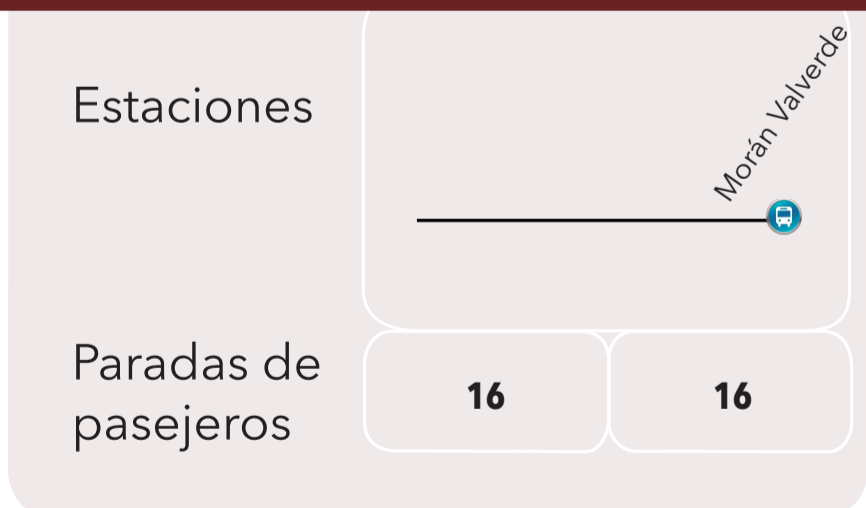 Estaciones
Morán Valverde
Paradas de
pasejeros
16
16